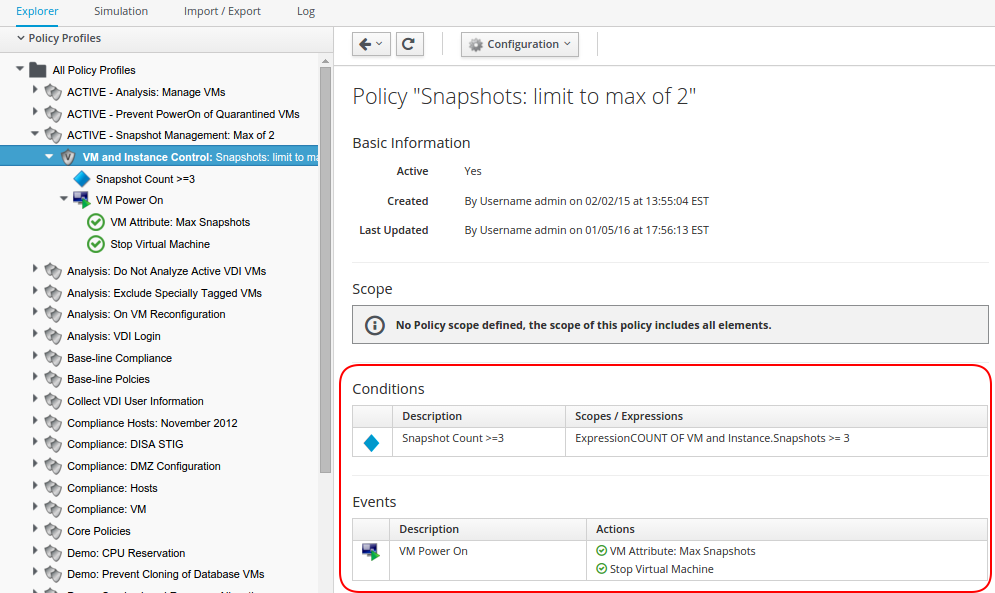 Explorer Simulation Import / Export Log
Policy Profiles
All Policy Profiles
ACTIVE - Analysis: Manage VMs
ACTIVE - Prevent PowerOn of Quarantined VMs
ACTIVE - Snapshot Management: Max of 2
VM and Instance Control: Snapshots: limit to ma
Snapshot Count >=3
VM Power On
VM Attribute: Max Snapshots
Stop Virtual Machine
Analysis: Do Not Analyze Active VDI VMs
Analysis: Exclude Specially Tagged VMs
Analysis: On VM Reconfiguration
Analysis: VDI Login
Base-line Compliance
Base-line Polcies
Collect VDI User Information
Compliance Hosts: November 2012
Compliance: DISA STIG
Compliance: DMZ Configuration
Compliance: Hosts
Compliance: VM
Core Policies
Demo: CPU Reservation
Demo: Prevent Cloning of Database VMs
Configuration
Policy "Snapshots: limit to max of 2"
Basic Information
Active Yes
Created By Username admin on 02/02/15 at 13:55:04 EST
Last Updated By Username admin on 01/05/16 at 17:56:13 EST
Scope
No Policy scope defined, the scope of this policy includes all elements.
Conditions
Description Scopes / Expressions
Snapshot Count >=3 ExpressionCOUNT OF VM and Instance.Snapshots >= 3
Events
Description Actions
VM Power On VM Attribute: Max Snapshots
Stop Virtual Machine